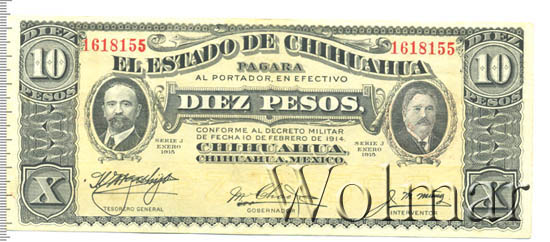 DIEZ
DIEZ
1618155
1618155
10
10
EL ESTADO DE CHIHUAHUA
PAGARA
AL PORTADOR, EN EFECTIVO
PESOS
PESOS
DIEZ PESOS,
CONFORME AL DECRETO MILITAR
DE FECHA 10 DE FEBRERO DE 1914.
SERIE J
ENERO
1915
SERIE J
ENERO
1915
CHIHUAHUA,
CHIHUAHUA, MEXICO.
X
X
TESORERO GENERAL
GOBERNADOR
INTERVENTOR
Wolmar